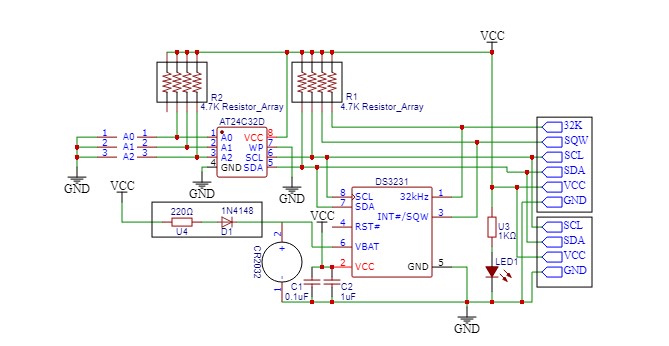 VCC
R2
4.7K Resistor_Array
R1
4.7K Resistor_Array
AT24C32D
1 A0 1
1 A0 VCC 8
2 A1 2
2 A1 WP 7
3 A2 3
3 A2 SCL 6
4 GND SDA 5
GND
GND
GND
32K
SQW
SCL
SDA
VCC
GND
SCL
SDA
VCC
GND
VCC
220Ω
1N4148
U4
D1
VCC
DS3231
8 SCL 32kHz 1
7 SDA
INT#/SQW 3
4 RST#
6 VBAT
2 VCC GND 5
2
+
CR2032
1
C1
0.1uF
C2
1uF
U3
1KΩ
LED1
GND